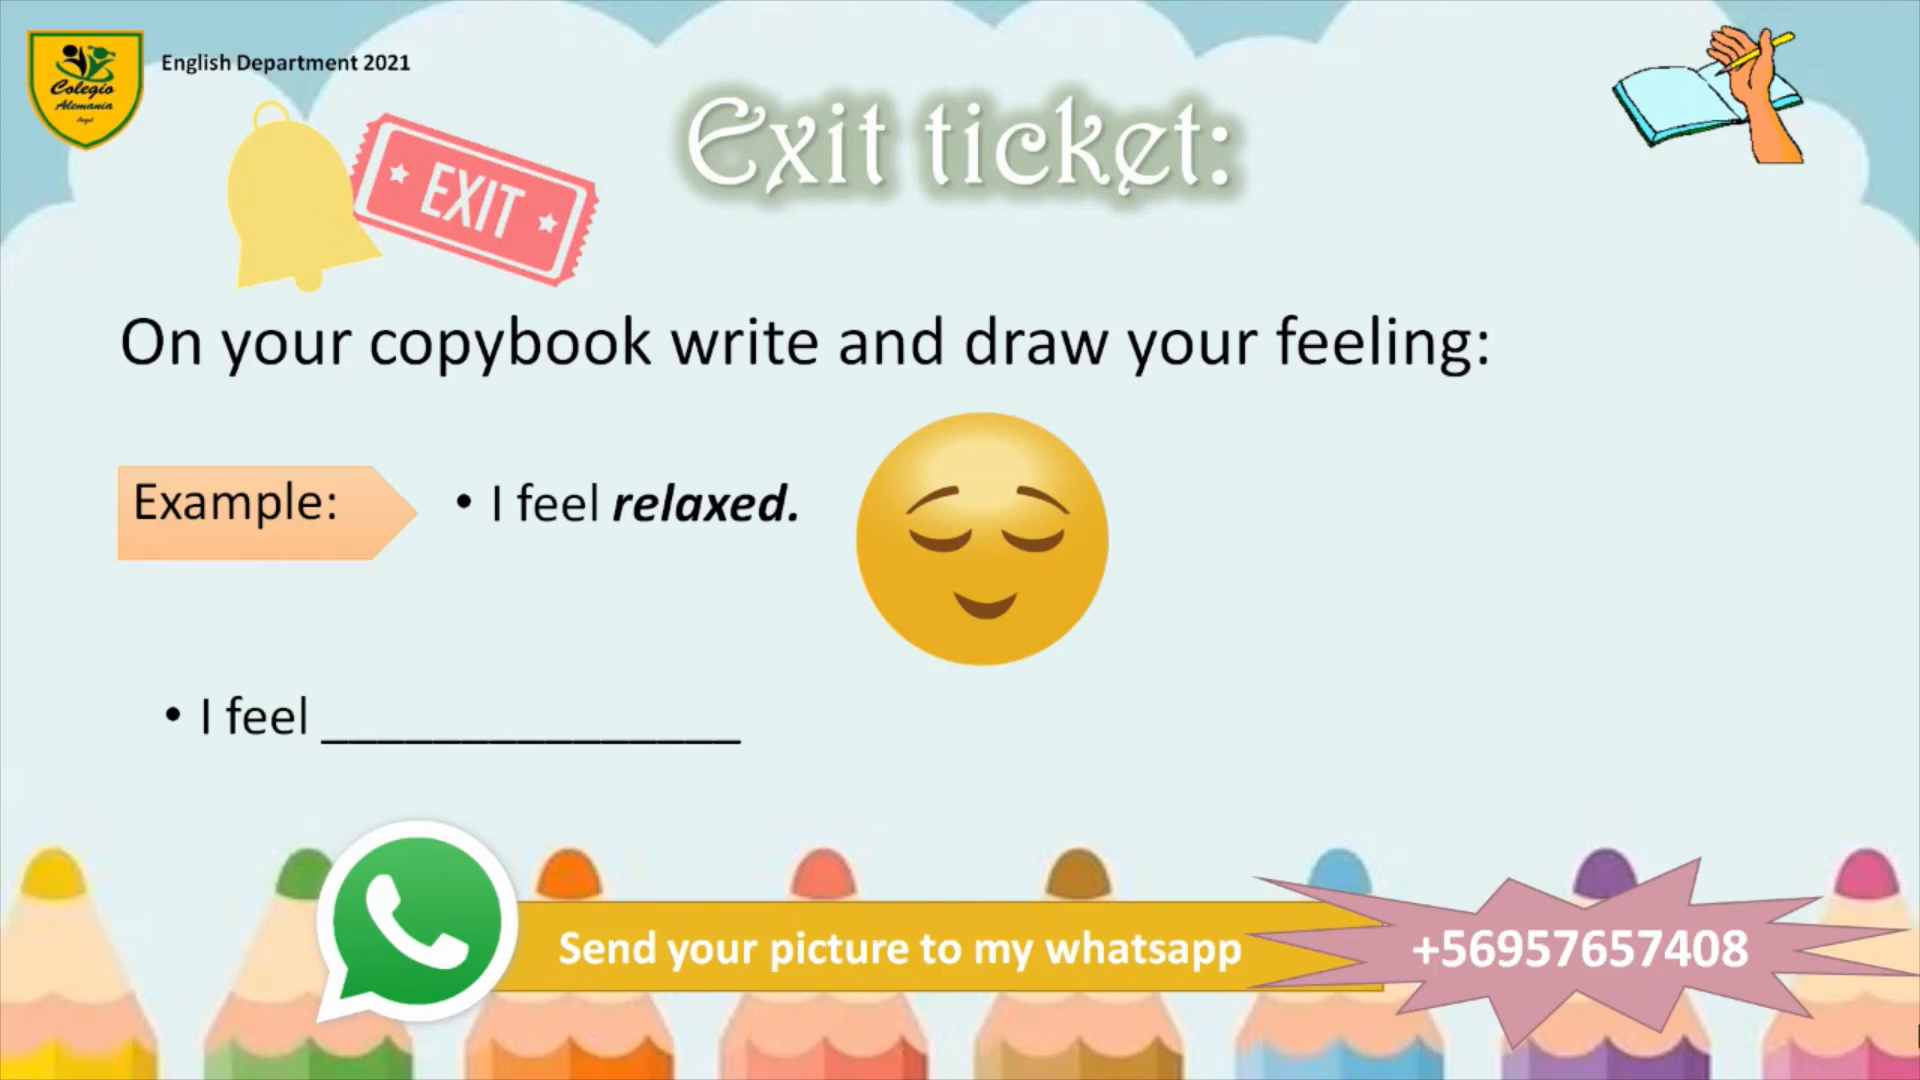 English Department 2021
Colegio
Alemania
Angol
Exit ticket:
EXIT
On your copybook write and draw your feeling:
Example:
• I feel relaxed.
• I feel _______________
Send your picture to my whatsapp
+56957657408